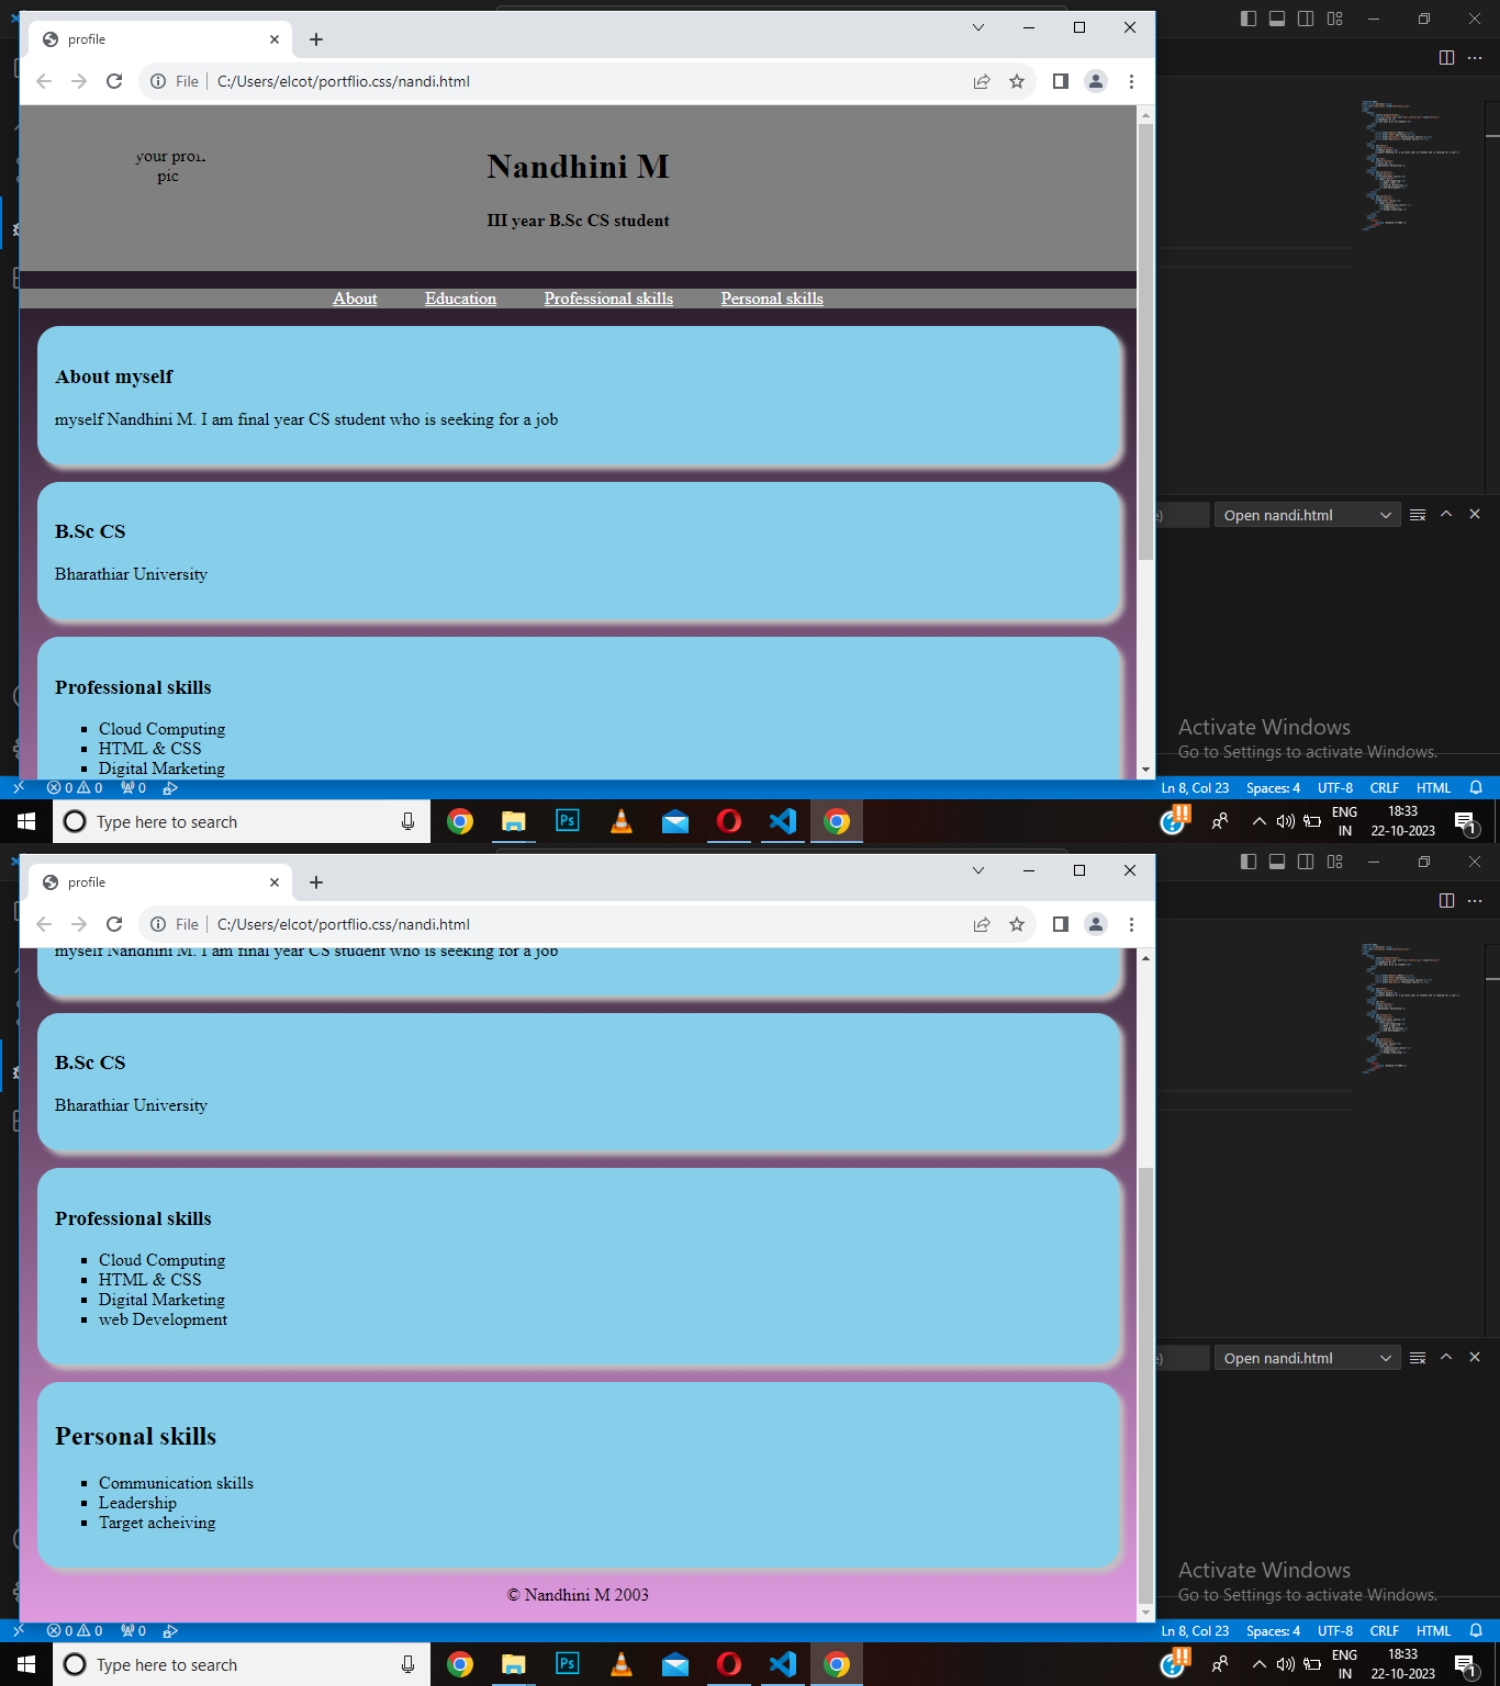 profile
File
C:/Users/elcot/portflio.css/nandi.html
your
pic
Nandhini M
III year B.Sc CS student
About Education Professional skills Personal skills
About myself
myself Nandhini M. I am final year CS student who is seeking for a job
B.Sc CS
Bharathiar University
Professional skills
Cloud Computing
HTML & CSS
Digital Marketing
Open nandi.html
Activate Windows
Go to Settings to activate Windows.
0 0 0
Ln 8, Col 23 Spaces: 4 UTF-8 CRLF HTML
Type here to search
Ps
ENG
IN
18:33
22-10-2023
1
profile
File
C:/Users/elcot/portflio.css/nandi.html
myself Nandhini M. I am final year CS student who is seeking for a job
B.Sc CS
Bharathiar University
Professional skills
Cloud Computing
HTML & CSS
Digital Marketing
web Development
Personal skills
Communication skills
Leadership
Target acheiving
© Nandhini M 2003
Open nandi.html
Activate Windows
Go to Settings to activate Windows.
0 0 0
Ln 8, Col 23 Spaces: 4 UTF-8 CRLF HTML
Type here to search
Ps
ENG
IN
18:33
22-10-2023
1